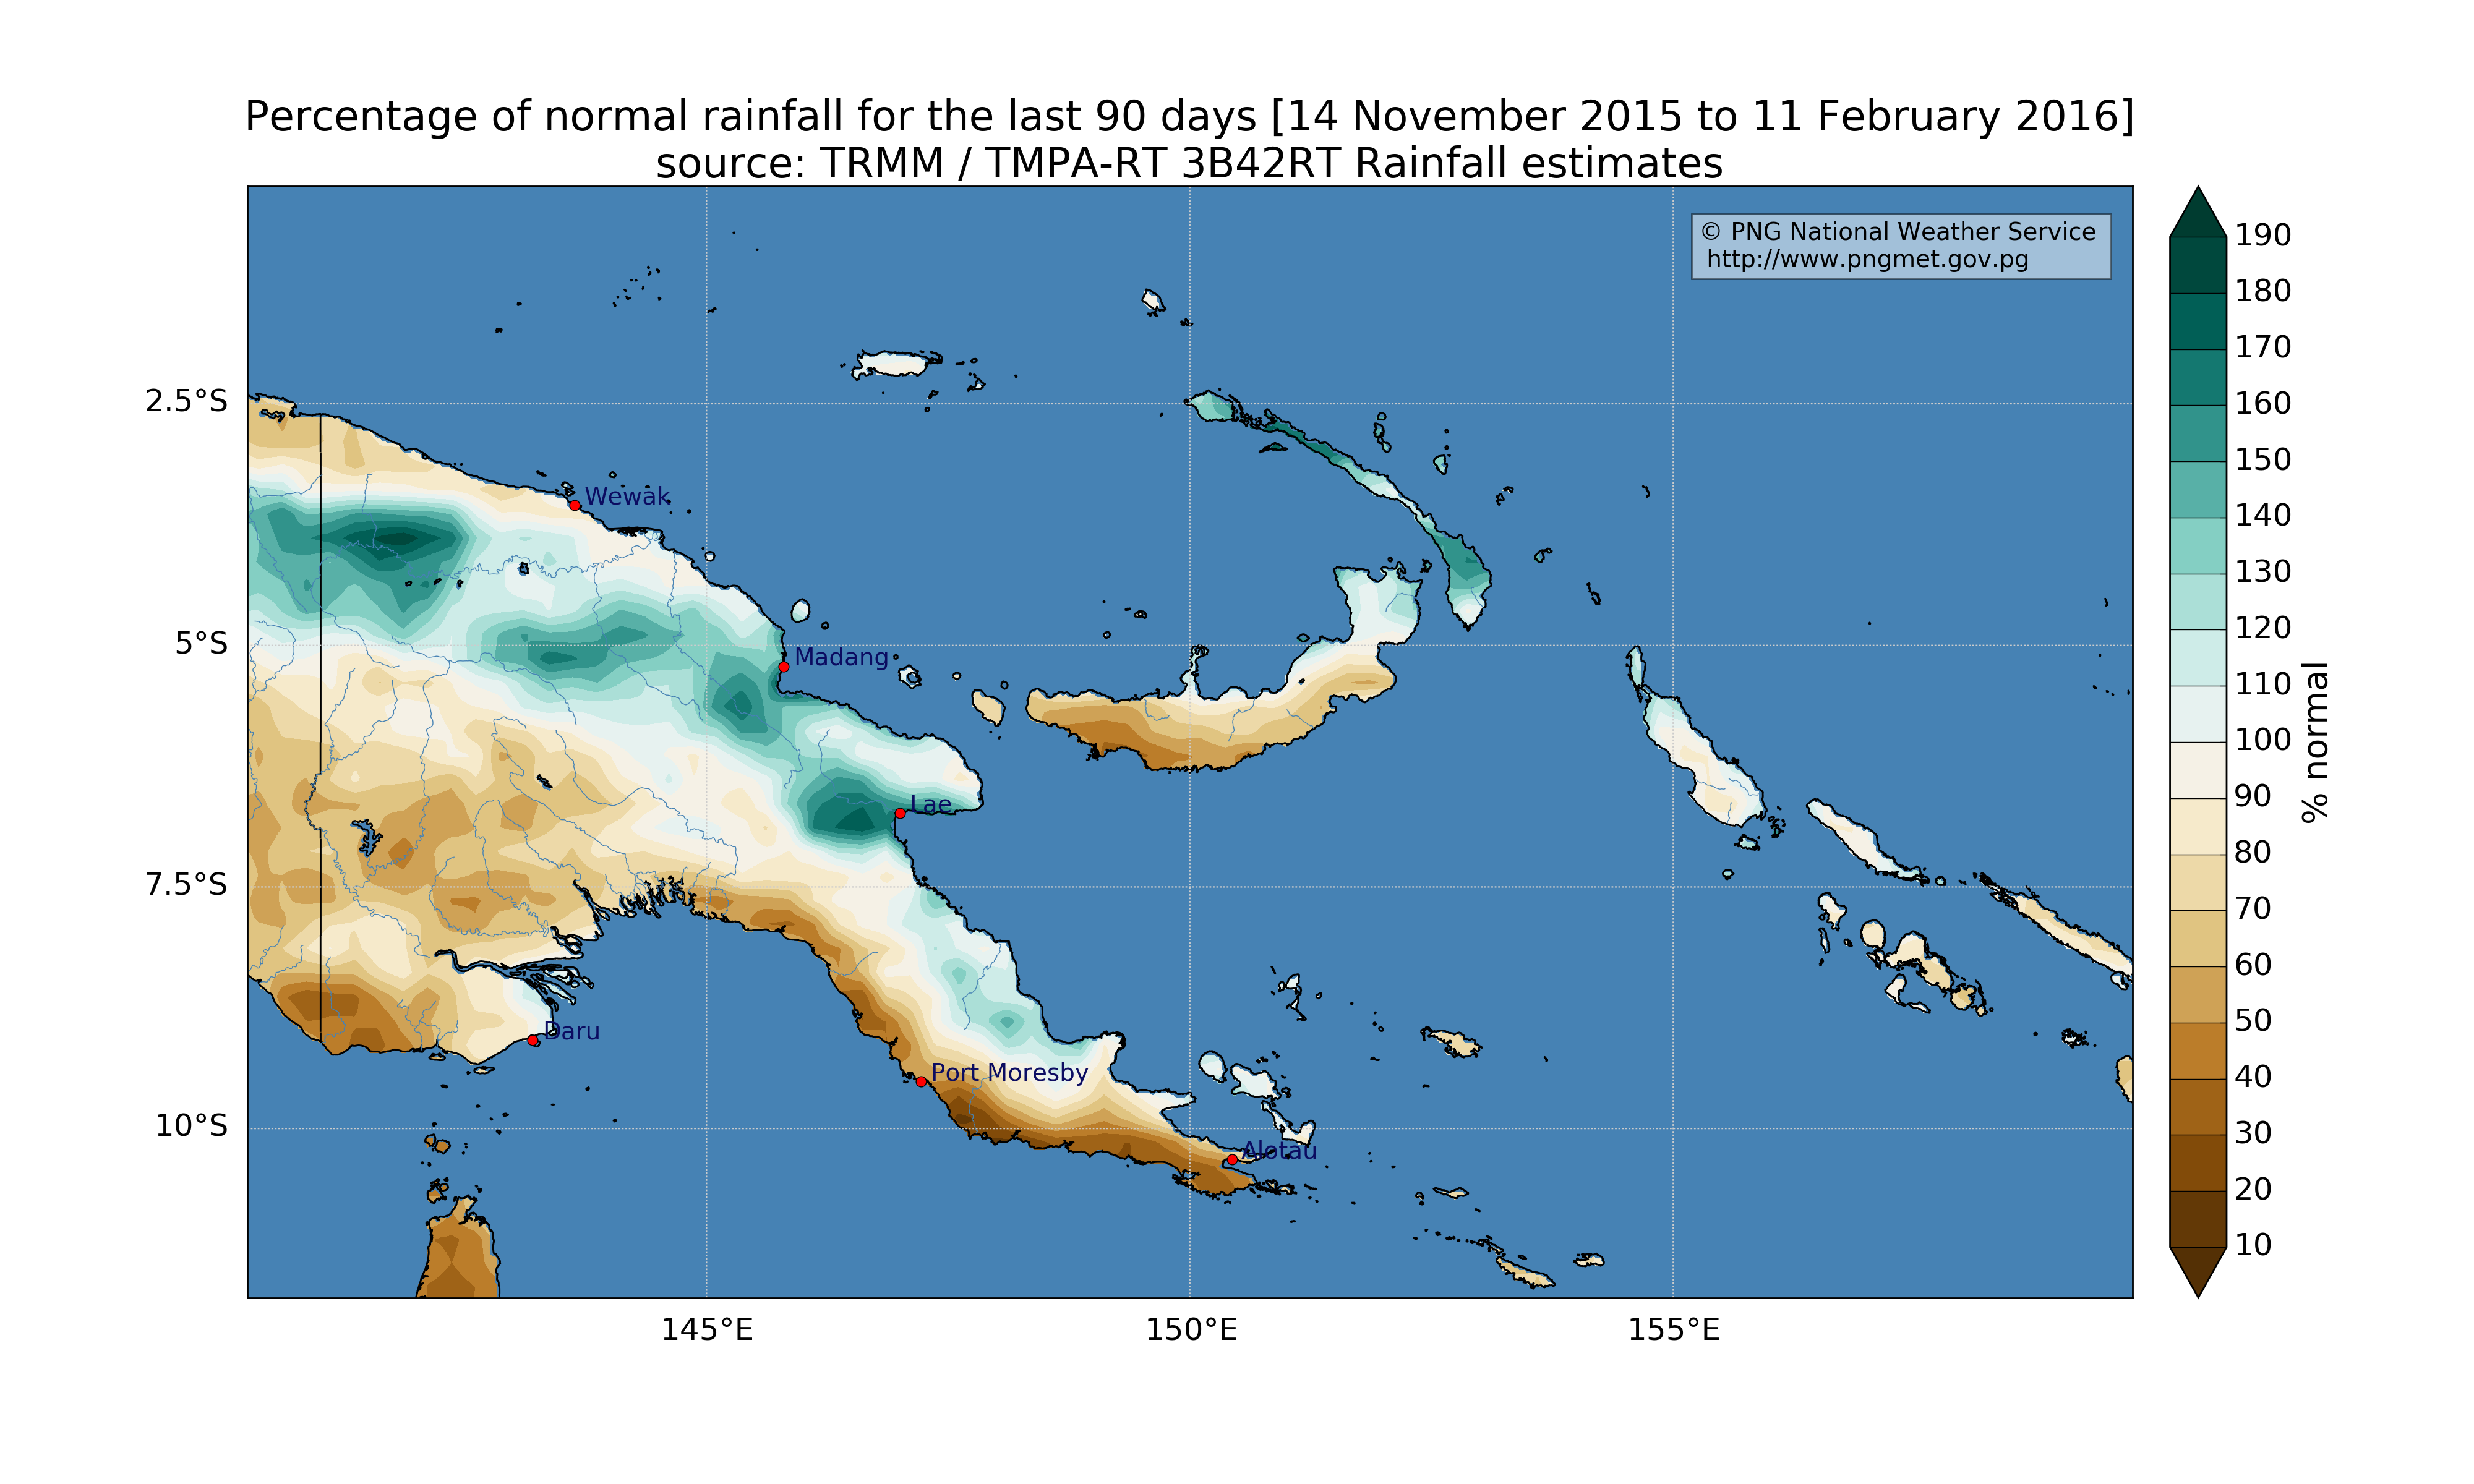 Percentage of normal rainfall for the last 90 days [14 November 2015 to 11 February 2016]
source: TRMM / TMPA-RT 3B42RT Rainfall estimates
© PNG National Weather Service
http://www.pngmet.gov.pg
2.5°S
5°S
7.5°S
10°S
Wewak
Madang
Lae
Daru
Port Moresby
Alotau
145°E
150°E
155°E
190
180
170
160
150
140
130
120
110
100
90
80
70
60
50
40
30
20
10
% normal